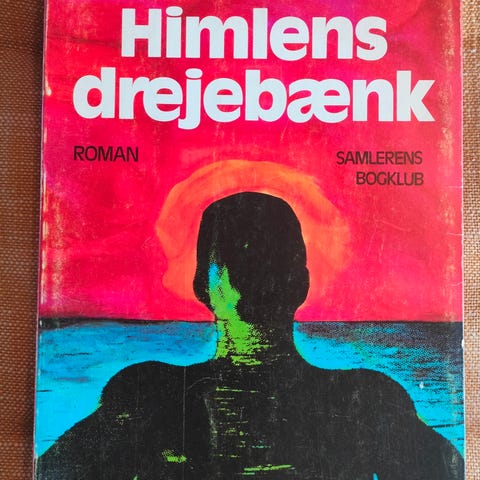 Himlens
drejebænk
ROMAN
SAMLERENS
BOGKLUB